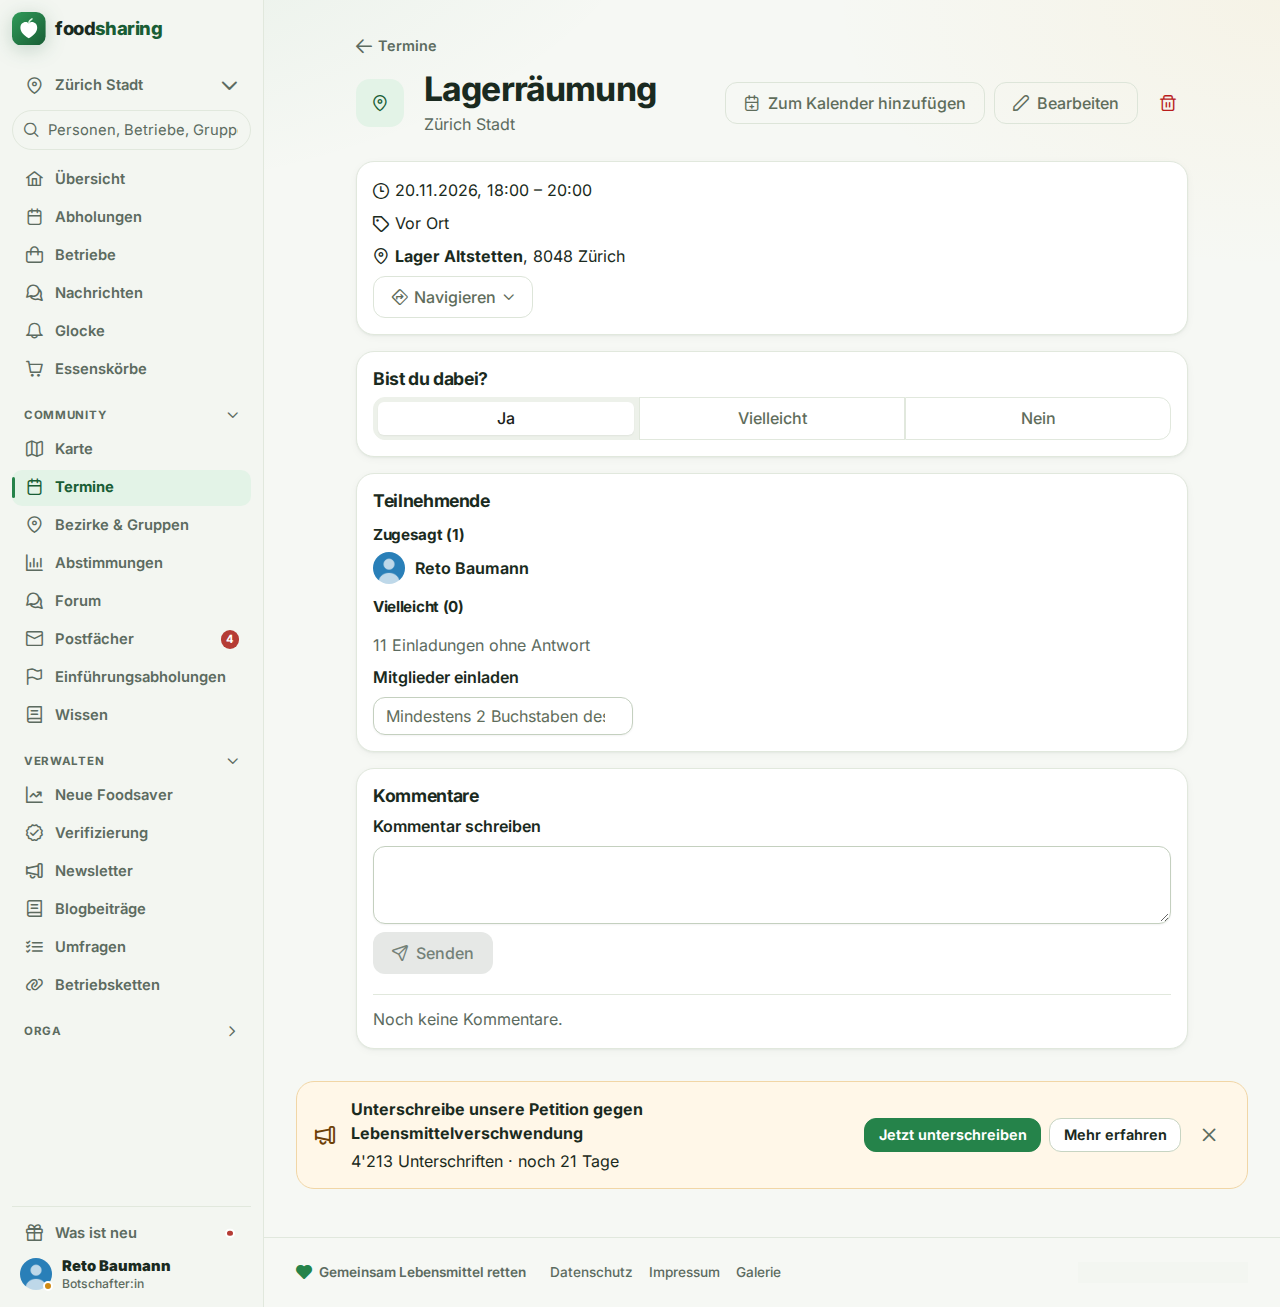 foodsharing
Zürich Stadt
Personen, Betriebe, Grupp
Übersicht
Abholungen
Betriebe
Nachrichten
Glocke
Essenskörbe
COMMUNITY
Karte
Termine
Bezirke & Gruppen
Abstimmungen
Forum
Postfächer 4
Einführungsabholungen
Wissen
VERWALTEN
Neue Foodsaver
Verifizierung
Newsletter
Blogbeiträge
Umfragen
Betriebsketten
ORGA
Was ist neu
Reto Baumann
Botschafter:in
Termine
Lagerräumung
Zürich Stadt
Zum Kalender hinzufügen
Bearbeiten
20.11.2026, 18:00 – 20:00
Vor Ort
Lager Altstetten, 8048 Zürich
Navigieren
Bist du dabei?
Ja Vielleicht Nein
Teilnehmende
Zugesagt (1)
Reto Baumann
Vielleicht (0)
11 Einladungen ohne Antwort
Mitglieder einladen
Mindestens 2 Buchstaben des
Kommentare
Kommentar schreiben
Senden
Noch keine Kommentare.
Unterschreibe unsere Petition gegen
Lebensmittelverschwendung
4'213 Unterschriften · noch 21 Tage
Jetzt unterschreiben
Mehr erfahren
Gemeinsam Lebensmittel retten Datenschutz Impressum Galerie